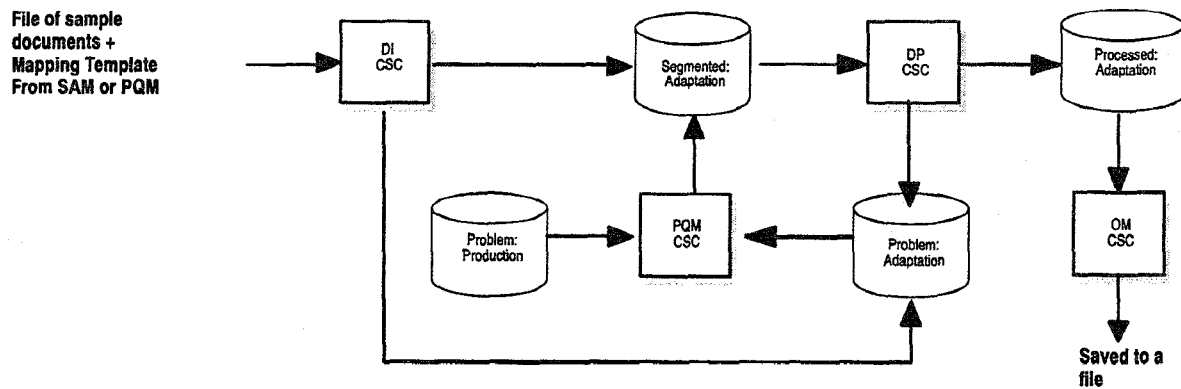 File of sample
documents +
Mapping Template
From SAM or PQM
DI
CSC
Segmented:
Adaptation
DP
CSC
Processed:
Adaptation
Problem:
Production
PQM
CSC
Problem:
Adaptation
OM
CSC
Saved to a
file